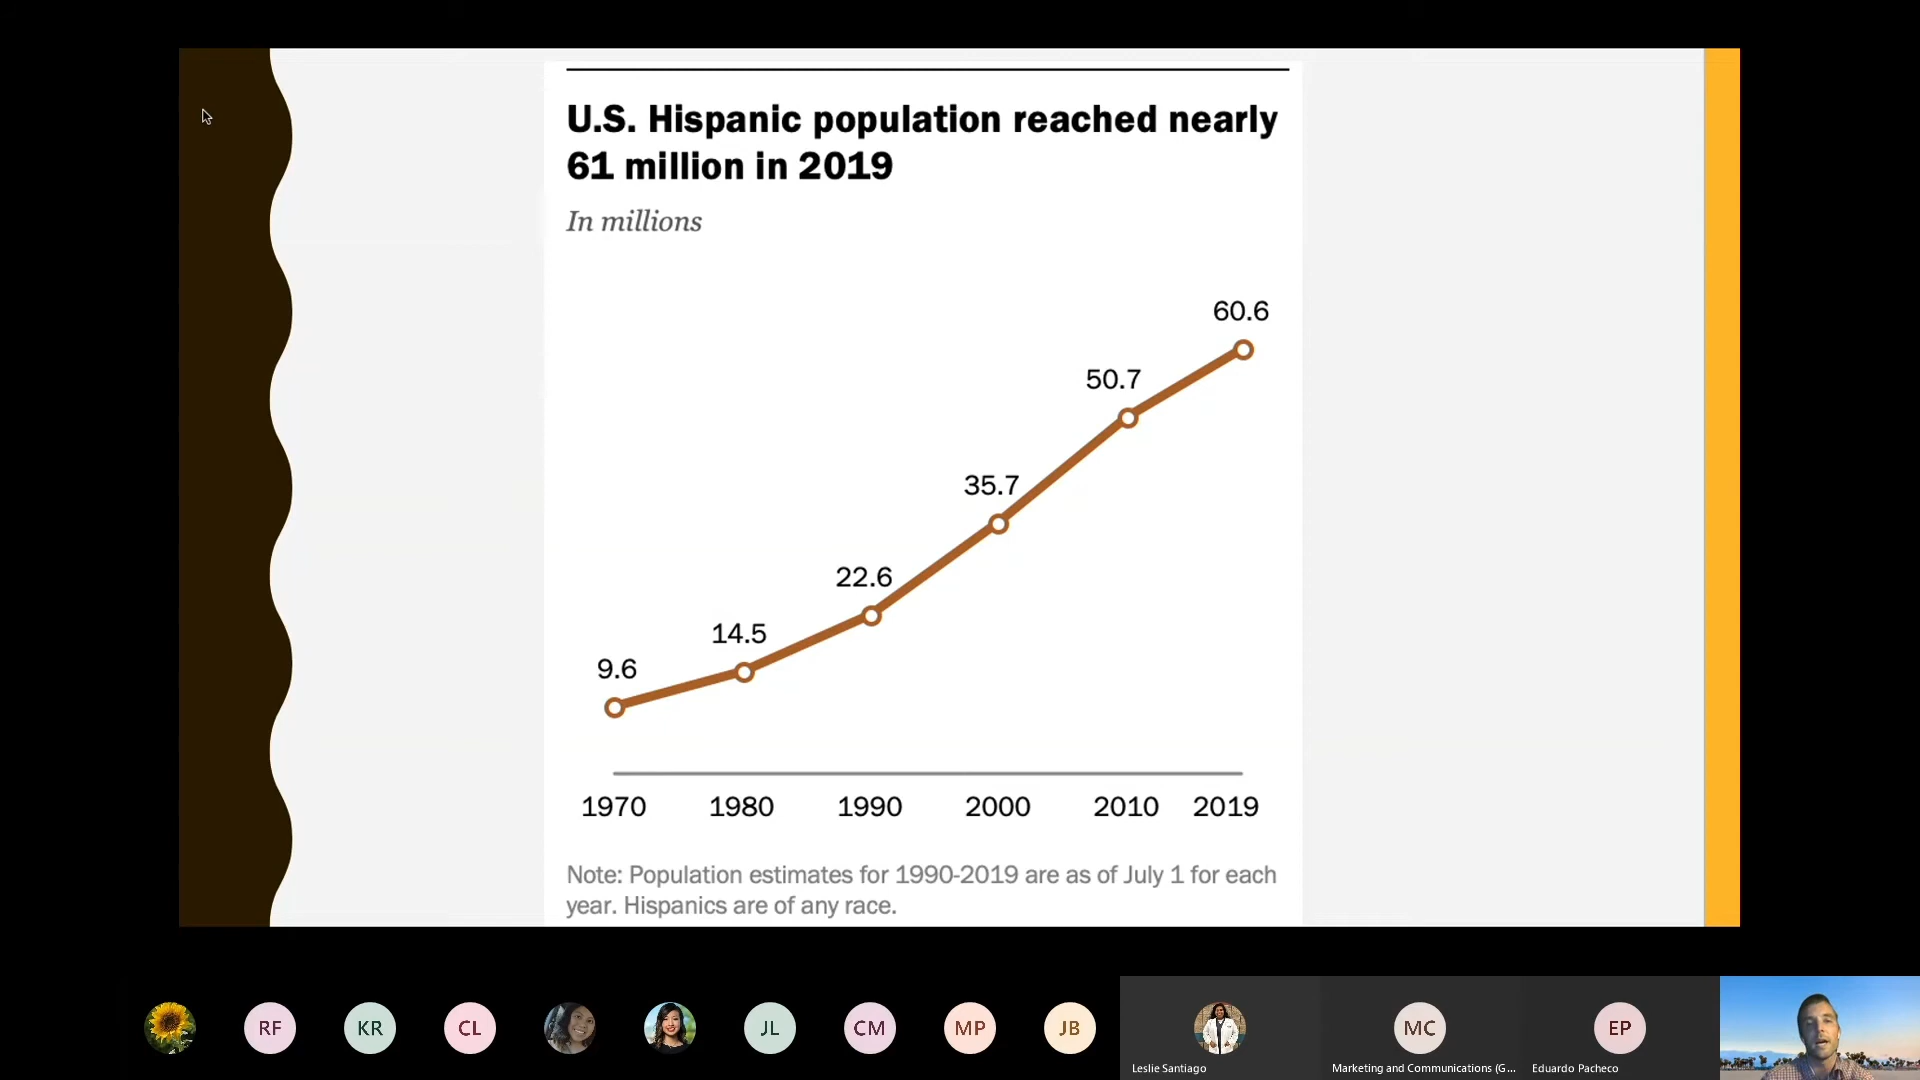 U.S. Hispanic population reached nearly
61 million in 2019
In millions
60.6
50.7
35.7
22.6
14.5
9.6
1970 1980 1990 2000 2010 2019
Note: Population estimates for 1990-2019 are as of July 1 for each
year. Hispanics are of any race.
RF KR CL JL CM MP JB MC EP
Leslie Santiago Marketing and Communications (G... Eduardo Pacheco